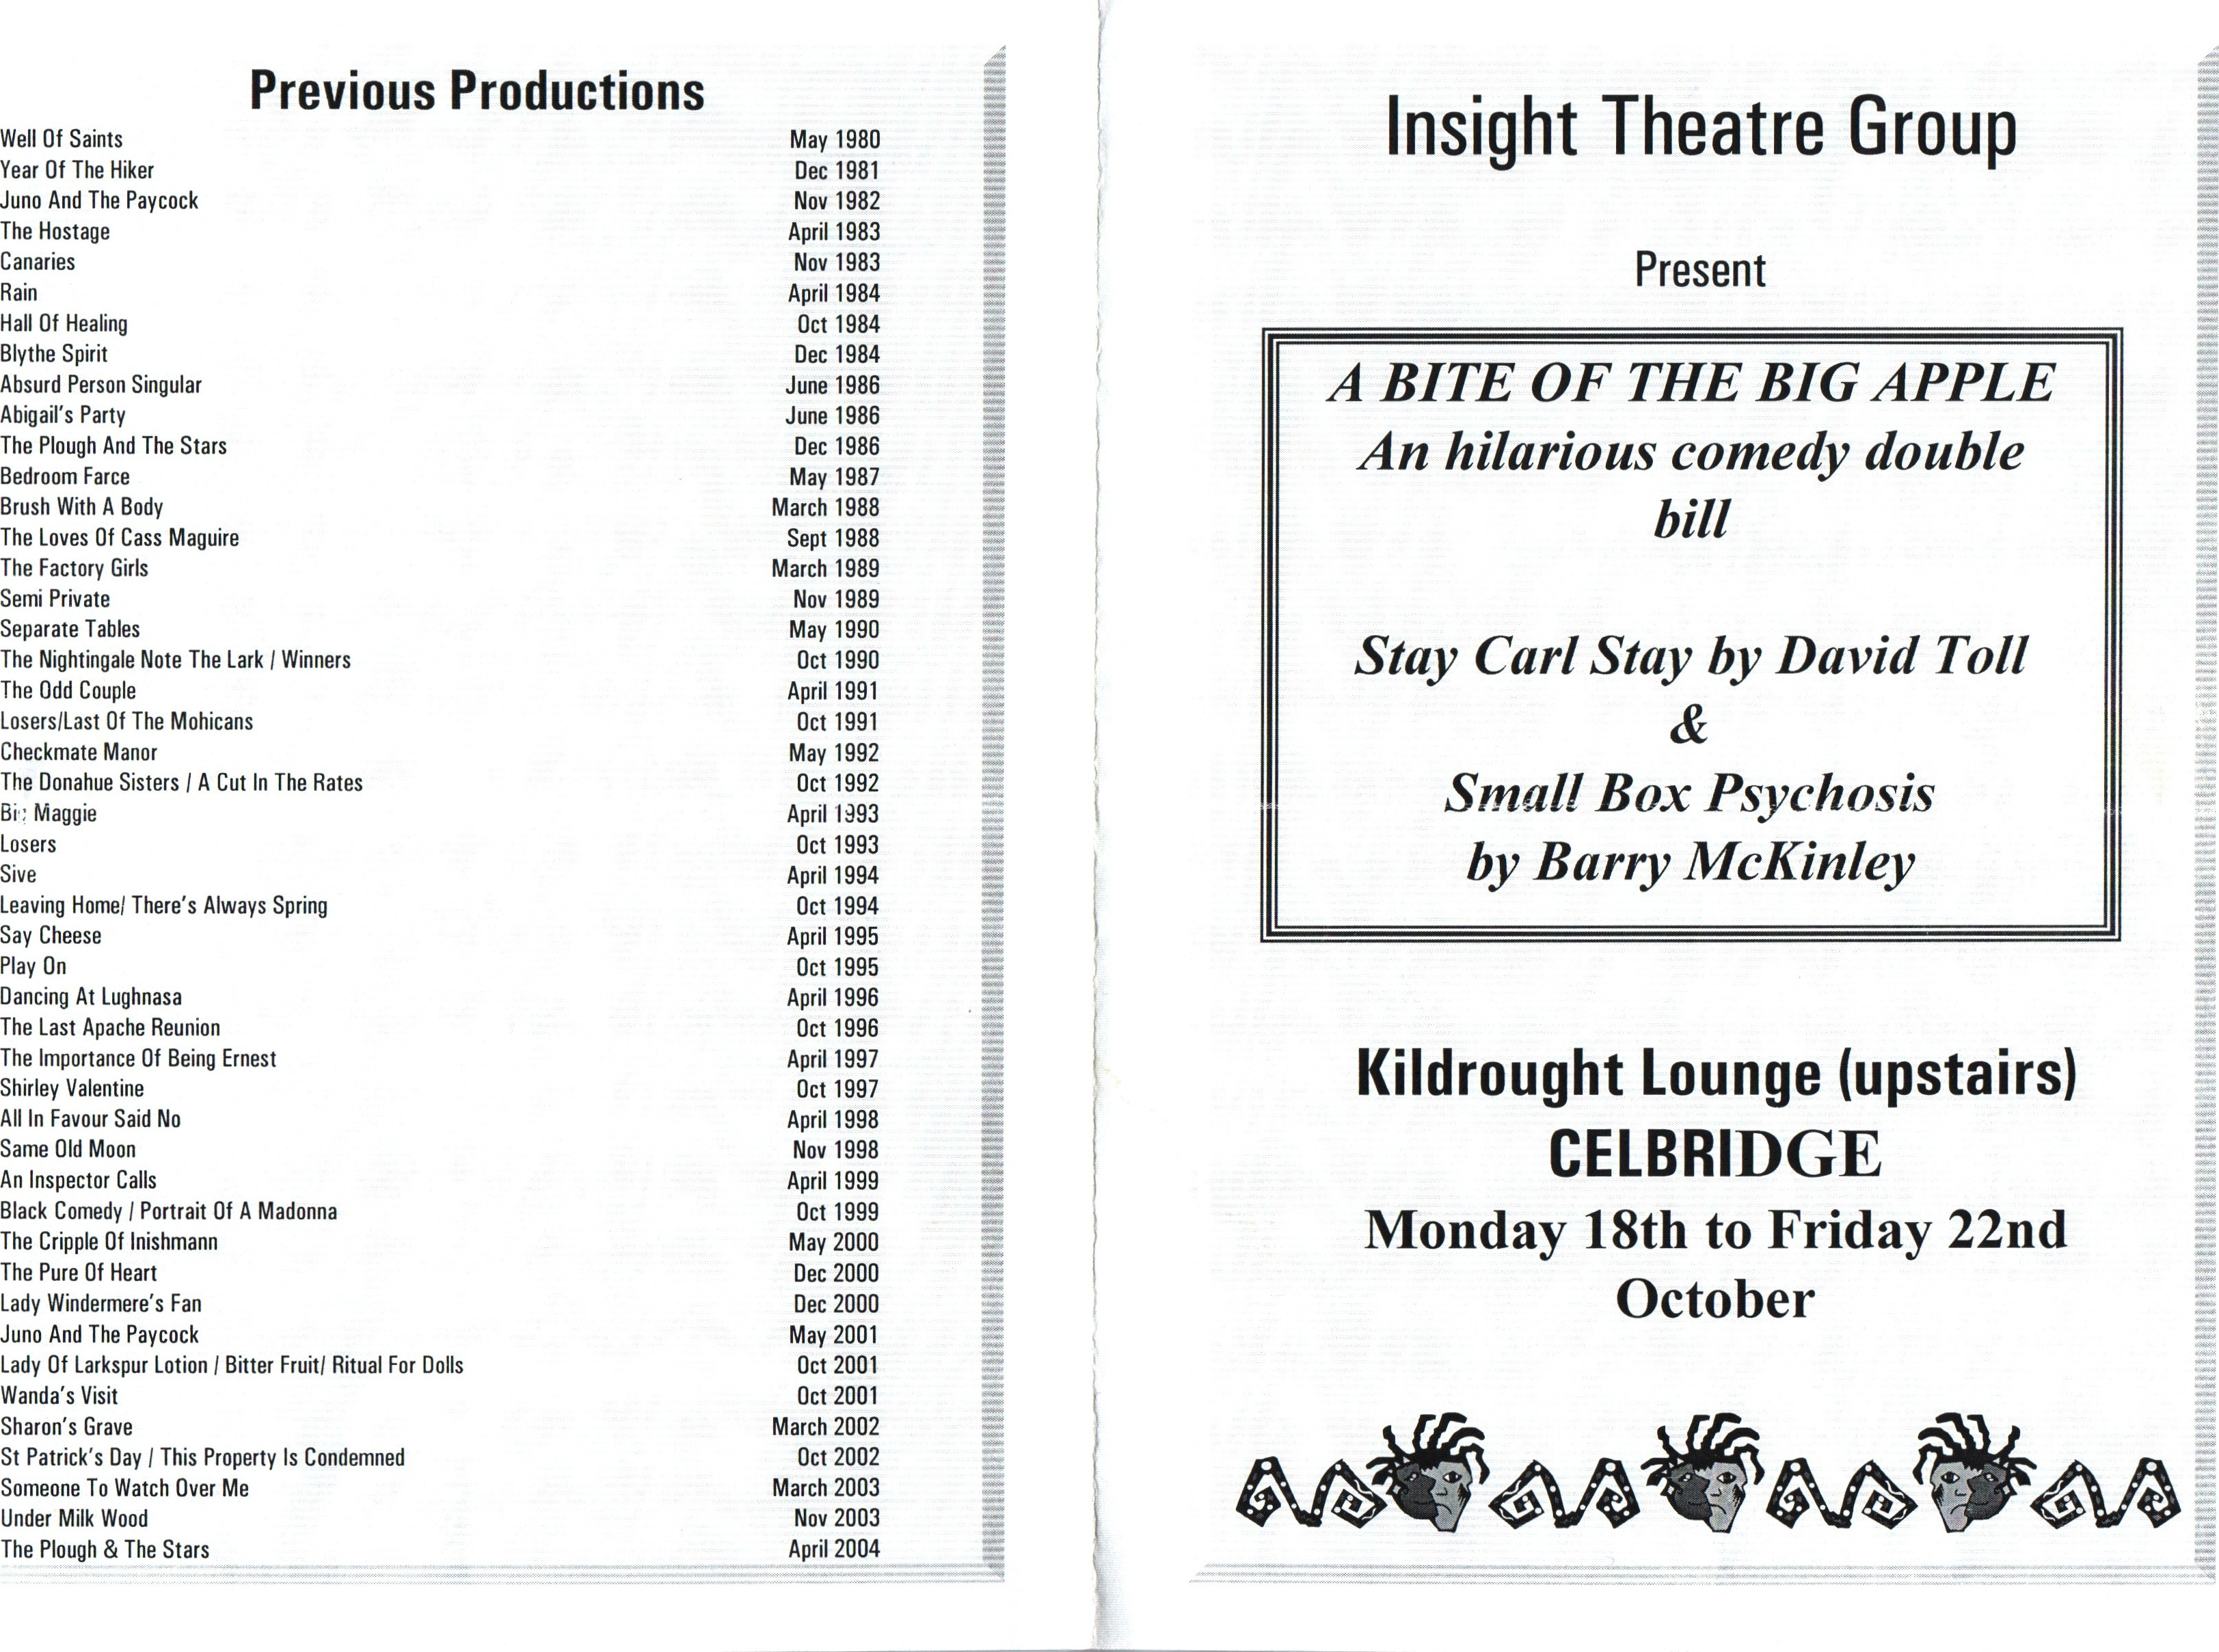 Previous Productions
Well Of Saints May 1980
Year Of The Hiker Dec 1981
Juno And The Paycock Nov 1982
The Hostage April 1983
Canaries Nov 1983
Rain April 1984
Hall Of Healing Oct 1984
Blythe Spirit Dec 1984
Absurd Person Singular June 1986
Abigail's Party June 1986
The Plough And The Stars Dec 1986
Bedroom Farce May 1987
Brush With A Body March 1988
The Loves Of Cass Maguire Sept 1988
The Factory Girls March 1989
Semi Private Nov 1989
Separate Tables May 1990
The Nightingale Note The Lark / Winners Oct 1990
The Odd Couple April 1991
Losers/Last Of The Mohicans Oct 1991
Checkmate Manor May 1992
The Donahue Sisters / A Cut In The Rates Oct 1992
Big Maggie April 1993
Losers Oct 1993
Sive April 1994
Leaving Home/ There's Always Spring Oct 1994
Say Cheese April 1995
Play On Oct 1995
Dancing At Lughnasa April 1996
The Last Apache Reunion Oct 1996
The Importance Of Being Ernest April 1997
Shirley Valentine Oct 1997
All In Favour Said No April 1998
Same Old Moon Nov 1998
An Inspector Calls April 1999
Black Comedy / Portrait Of A Madonna Oct 1999
The Cripple Of Inishmann May 2000
The Pure Of Heart Dec 2000
Lady Windermere's Fan Dec 2000
Juno And The Paycock May 2001
Lady Of Larkspur Lotion / Bitter Fruit/ Ritual For Dolls Oct 2001
Wanda's Visit Oct 2001
Sharon's Grave March 2002
St Patrick's Day / This Property Is Condemned Oct 2002
Someone To Watch Over Me March 2003
Under Milk Wood Nov 2003
The Plough & The Stars April 2004
Insight Theatre Group
Present
A BITE OF THE BIG APPLE
An hilarious comedy double
bill
Stay Carl Stay by David Toll
&
Small Box Psychosis
by Barry McKinley
Kildrought Lounge (upstairs)
CELBRIDGE
Monday 18th to Friday 22nd
October